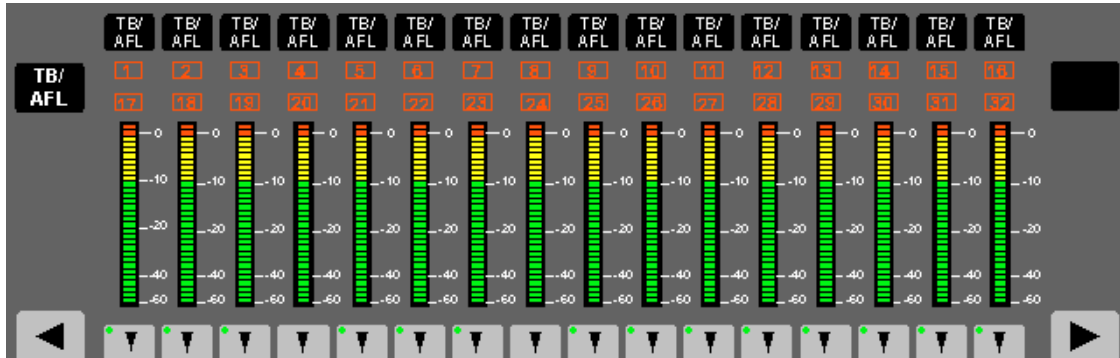 TB/ TB/ TB/ TB/ TB/ TB/ TB/ TB/ TB/ TB/ TB/ TB/ TB/ TB/ TB/ TB/
AFL AFL AFL AFL AFL AFL AFL AFL AFL AFL AFL AFL AFL AFL AFL AFL
TB/
AFL
1 2 3 4 5 6 7 8 9 10 11 12 13 14 15 16
17 18 19 20 21 22 23 24 25 26 27 28 29 30 31 32
0 0 0 0 0 0 0 0 0 0 0 0 0 0 0 0
-10 -10 -10 -10 -10 -10 -10 -10 -10 -10 -10 -10 -10 -10 -10 -10
-20 -20 -20 -20 -20 -20 -20 -20 -20 -20 -20 -20 -20 -20 -20 -20
-40 -40 -40 -40 -40 -40 -40 -40 -40 -40 -40 -40 -40 -40 -40 -40
-60 -60 -60 -60 -60 -60 -60 -60 -60 -60 -60 -60 -60 -60 -60 -60